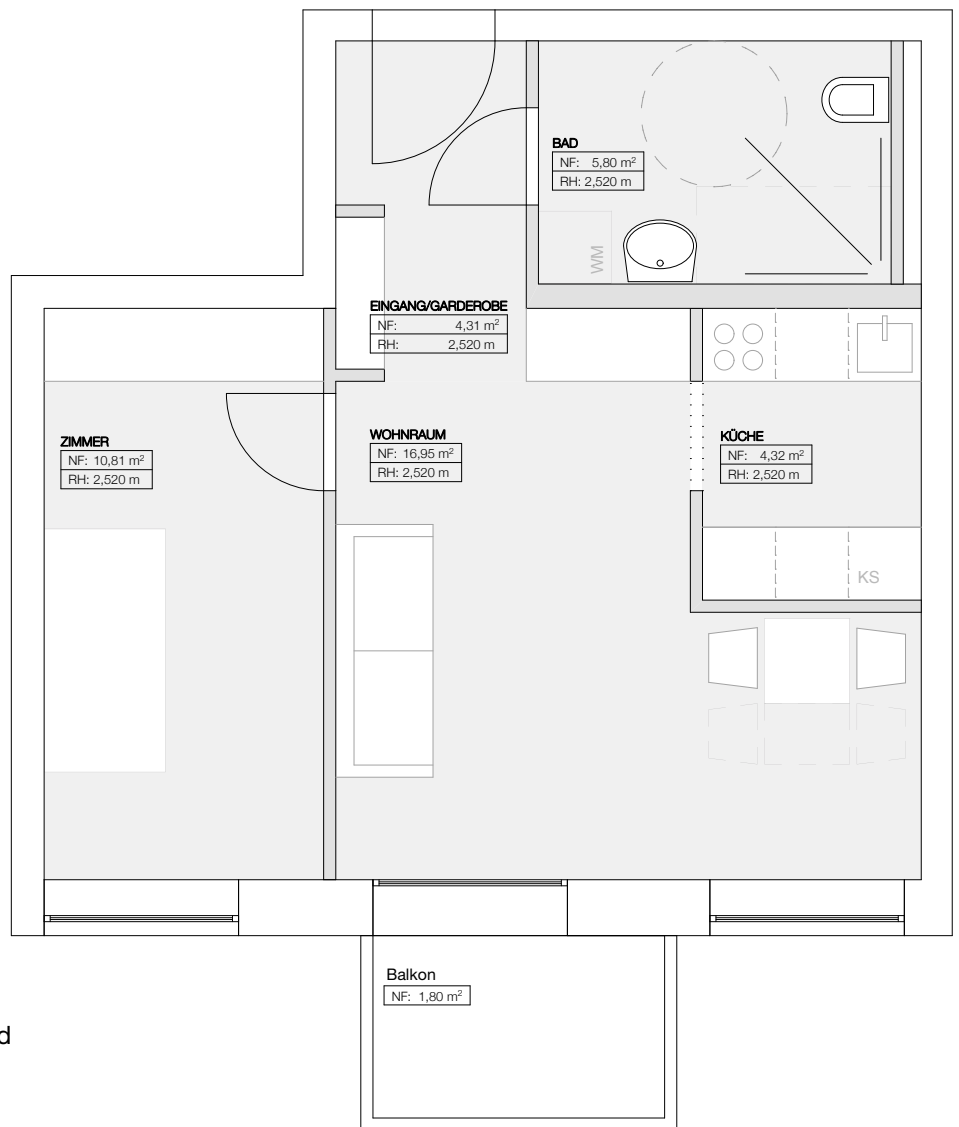 BAD
NF: 5,80 m²
RH: 2,520 m
WM
EINGANG/GARDEROBE
NF: 4,31 m²
RH: 2,520 m
ZIMMER
NF: 10,81 m²
RH: 2,520 m
WOHNRAUM
NF: 16,95 m²
RH: 2,520 m
KÜCHE
NF: 4,32 m²
RH: 2,520 m
KS
Balkon
NF: 1,80 m²
d